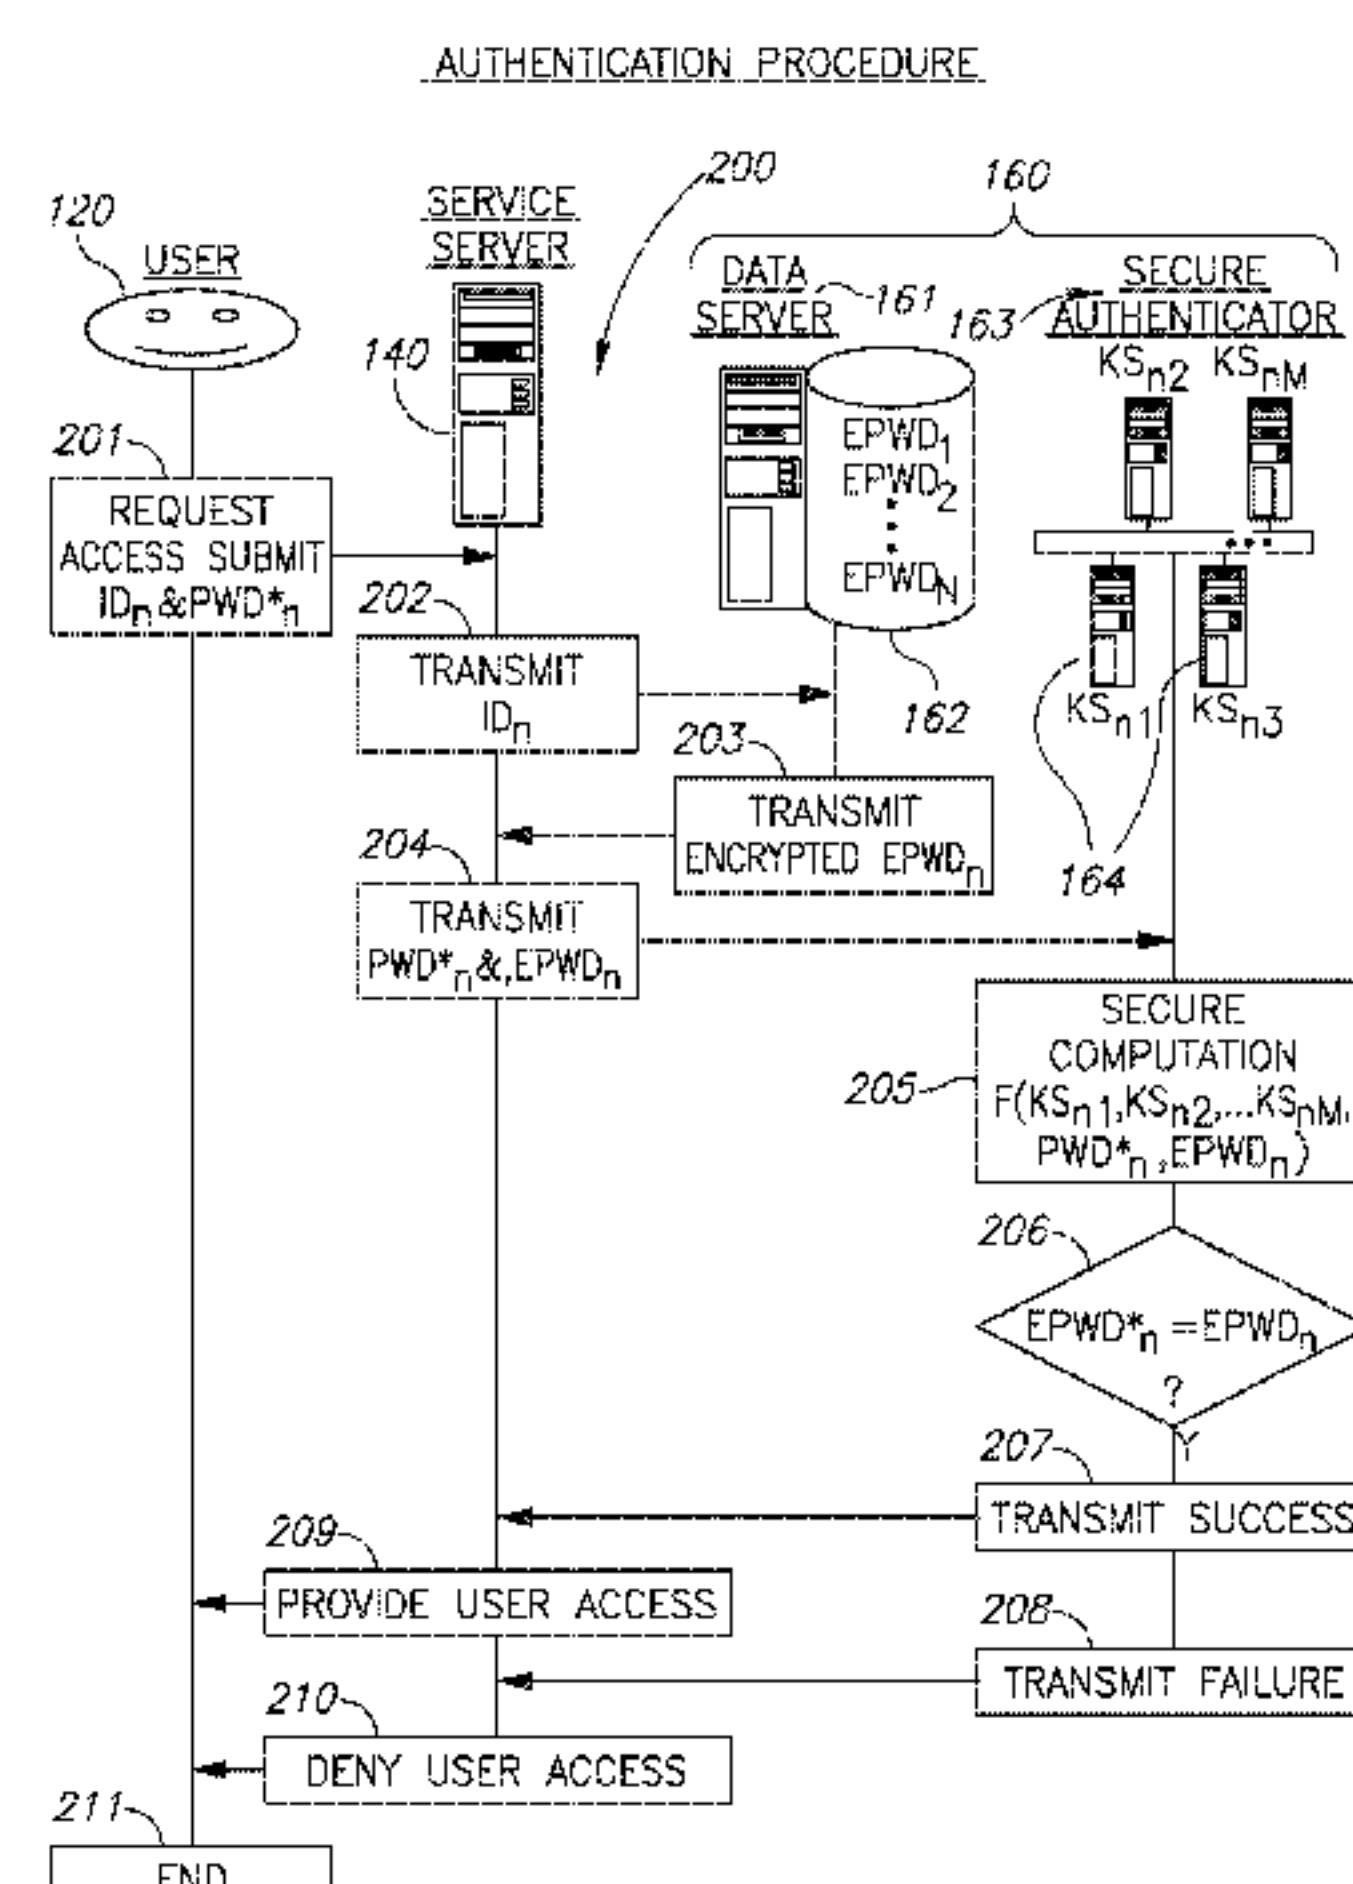 AUTHENTICATION PROCEDURE
200
160
120
USER
SERVICE
SERVER
140
DATA
SERVER
161
SECURE
AUTHENTICATOR
163
KSn2
KSnM
EPWD1
EPWD2
EPWDN
162
KSn1
KSn3
164
201
REQUEST
ACCESS SUBMIT
IDn&PWD*n
202
TRANSMIT
IDn
203
TRANSMIT
ENCRYPTED EPWDn
204
TRANSMIT
PWD*n&,EPWDn
205
SECURE
COMPUTATION
F(KSn1,KSn2,...KSnM,
PWD*n,EPWDn)
206
EPWD*n=EPWDn
?
Y
207
TRANSMIT SUCCESS
209
PROVIDE USER ACCESS
208
TRANSMIT FAILURE
210
DENY USER ACCESS
211
END